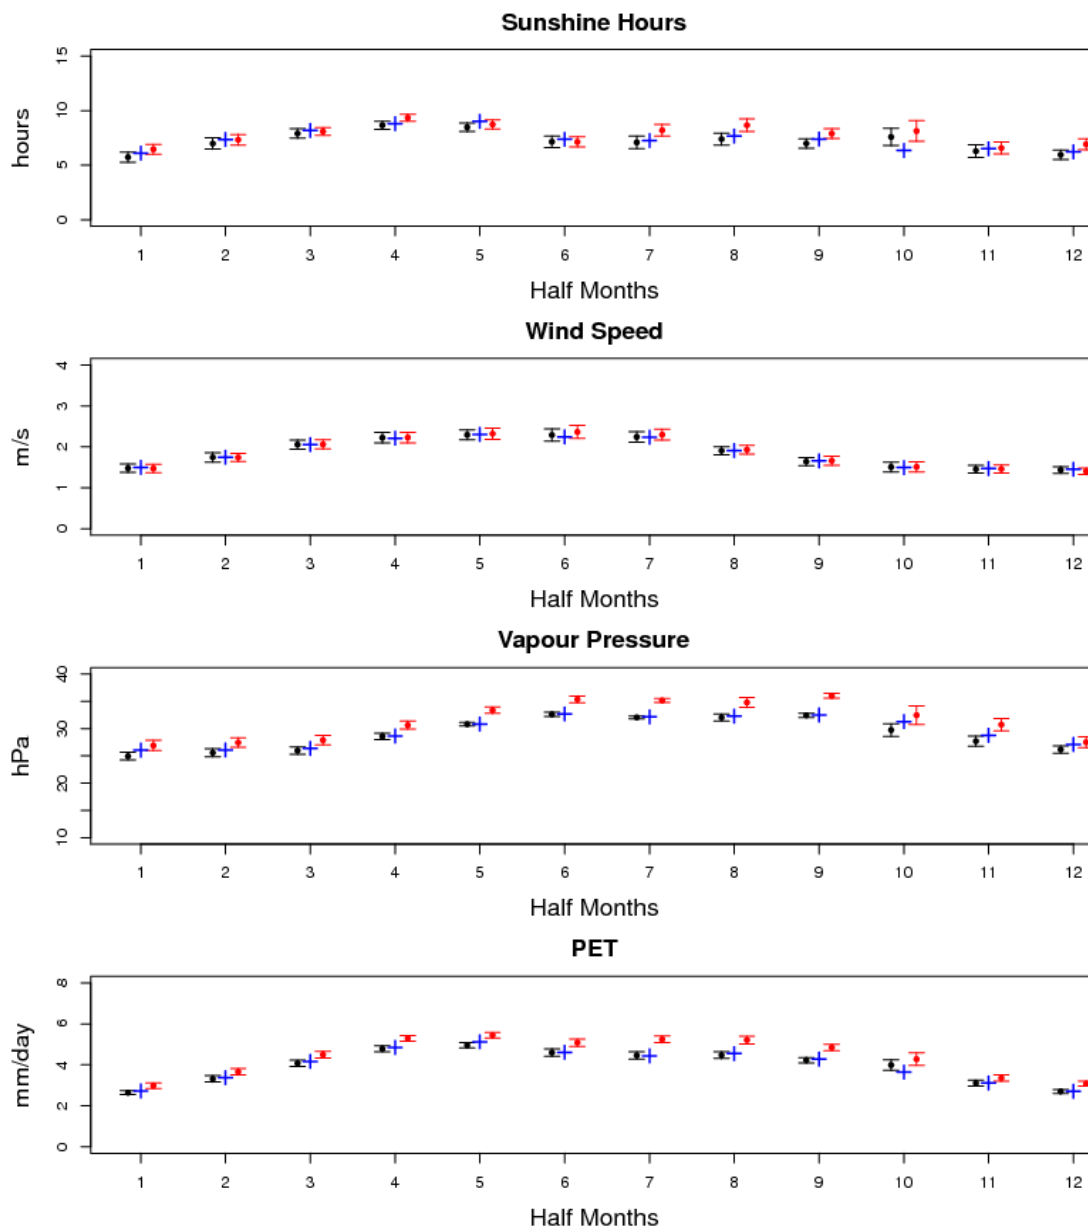 Sunshine Hours
hours
15
10
5
0
1 2 3 4 5 6 7 8 9 10 11 12
Half Months
Wind Speed
m/s
4
3
2
1
0
1 2 3 4 5 6 7 8 9 10 11 12
Half Months
Vapour Pressure
hPa
40
30
20
10
1 2 3 4 5 6 7 8 9 10 11 12
Half Months
PET
mm/day
8
6
4
2
0
1 2 3 4 5 6 7 8 9 10 11 12
Half Months